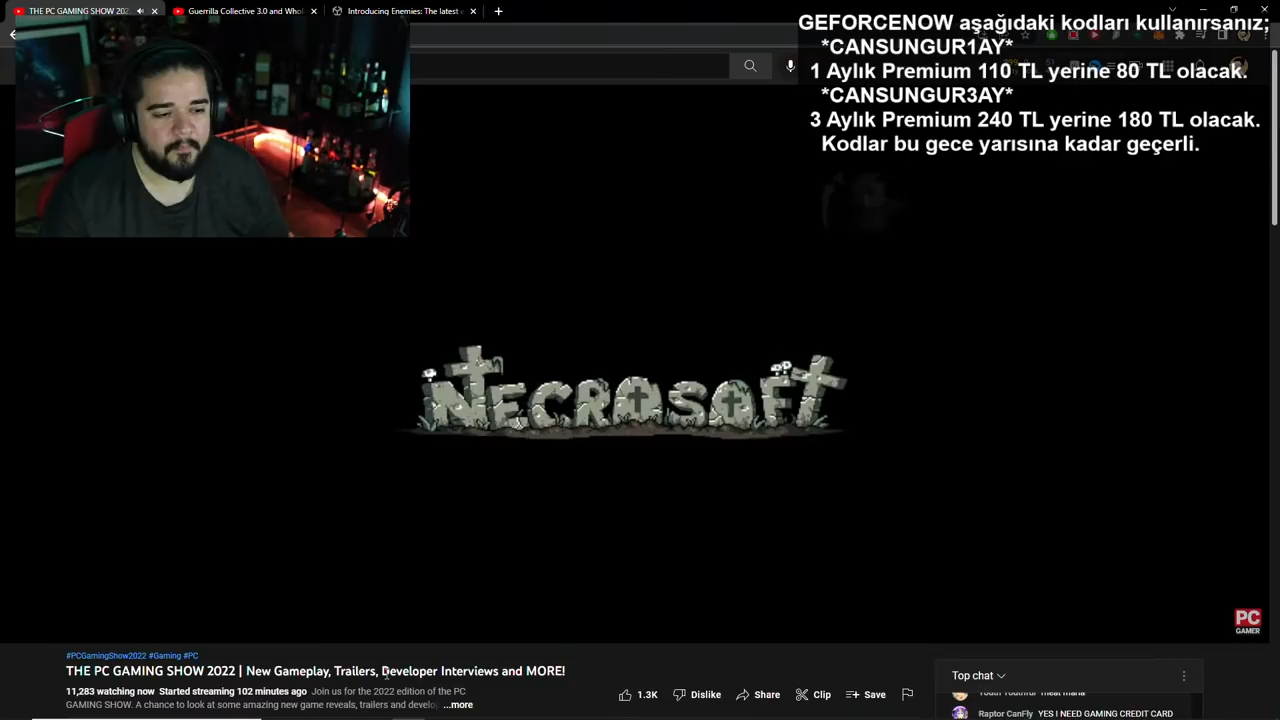 THE PC GAMING SHOW 202
Guerrilla Collective 3.0 and Whol
Introducing Enemies: The latest
GEFORCENOW aşağıdaki kodları kullanırsanız;
*CANSUNGUR1AY*
1 Aylık Premium 110 TL yerine 80 TL olacak.
*CANSUNGUR3AY*
3 Aylık Premium 240 TL yerine 180 TL olacak.
Kodlar bu gece yarısına kadar geçerli.
NECROSOFT
PC
GAMER
#PCGamingShow2022 #Gaming #PC
THE PC GAMING SHOW 2022 | New Gameplay, Trailers, Developer Interviews and MORE!
11,283 watching now Started streaming 102 minutes ago Join us for the 2022 edition of the PC
GAMING SHOW. A chance to look at some amazing new game reveals, trailers and develo ...more
1.3K
Dislike
Share
Clip
Save
Top chat
Raptor CanFly YES I NEED GAMING CREDIT CARD